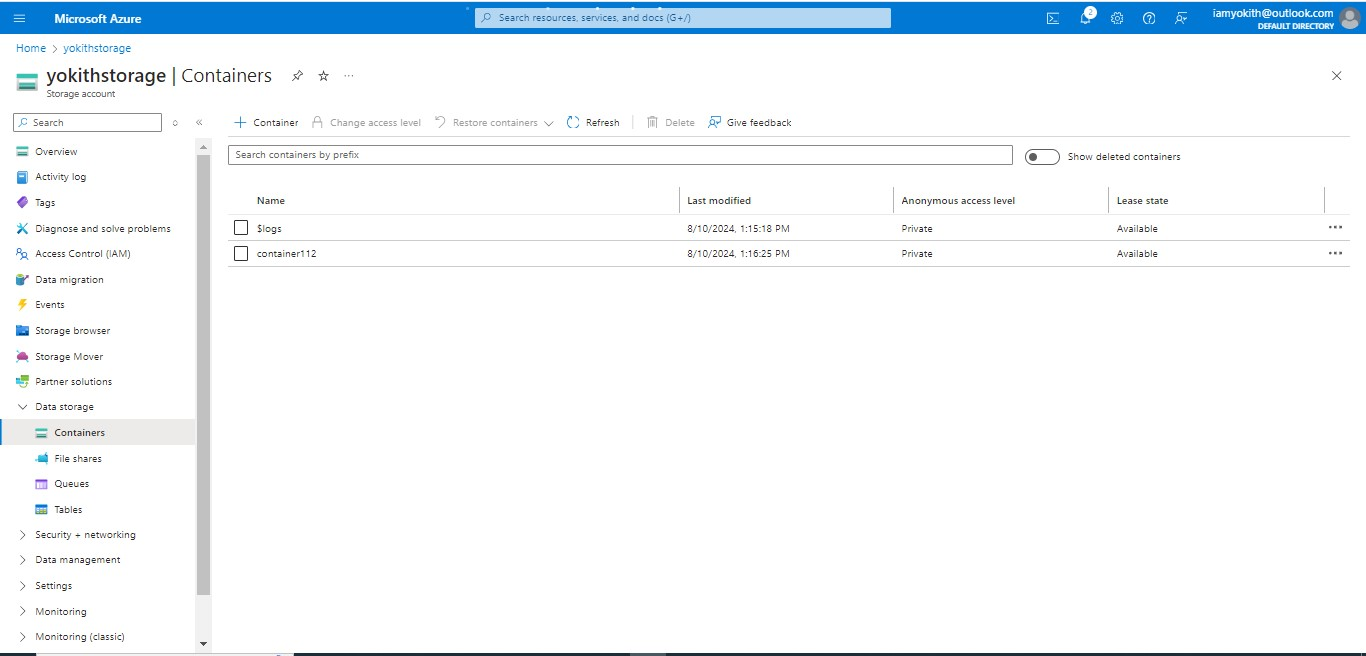 Microsoft Azure
Search resources, services, and docs (G+/)
2
iamyokith@outlook.com
DEFAULT DIRECTORY
Home > yokithstorage
yokithstorage | Containers
Storage account
Search
Container
Change access level
Restore containers
Refresh
Delete
Give feedback
Search containers by prefix
Show deleted containers
Overview
Activity log
Tags
Diagnose and solve problems
Access Control (IAM)
Data migration
Events
Storage browser
Storage Mover
Partner solutions
Data storage
Containers
File shares
Queues
Tables
Security + networking
Data management
Settings
Monitoring
Monitoring (classic)
Name Last modified Anonymous access level Lease state
$logs 8/10/2024, 1:15:18 PM Private Available
container112 8/10/2024, 1:16:25 PM Private Available